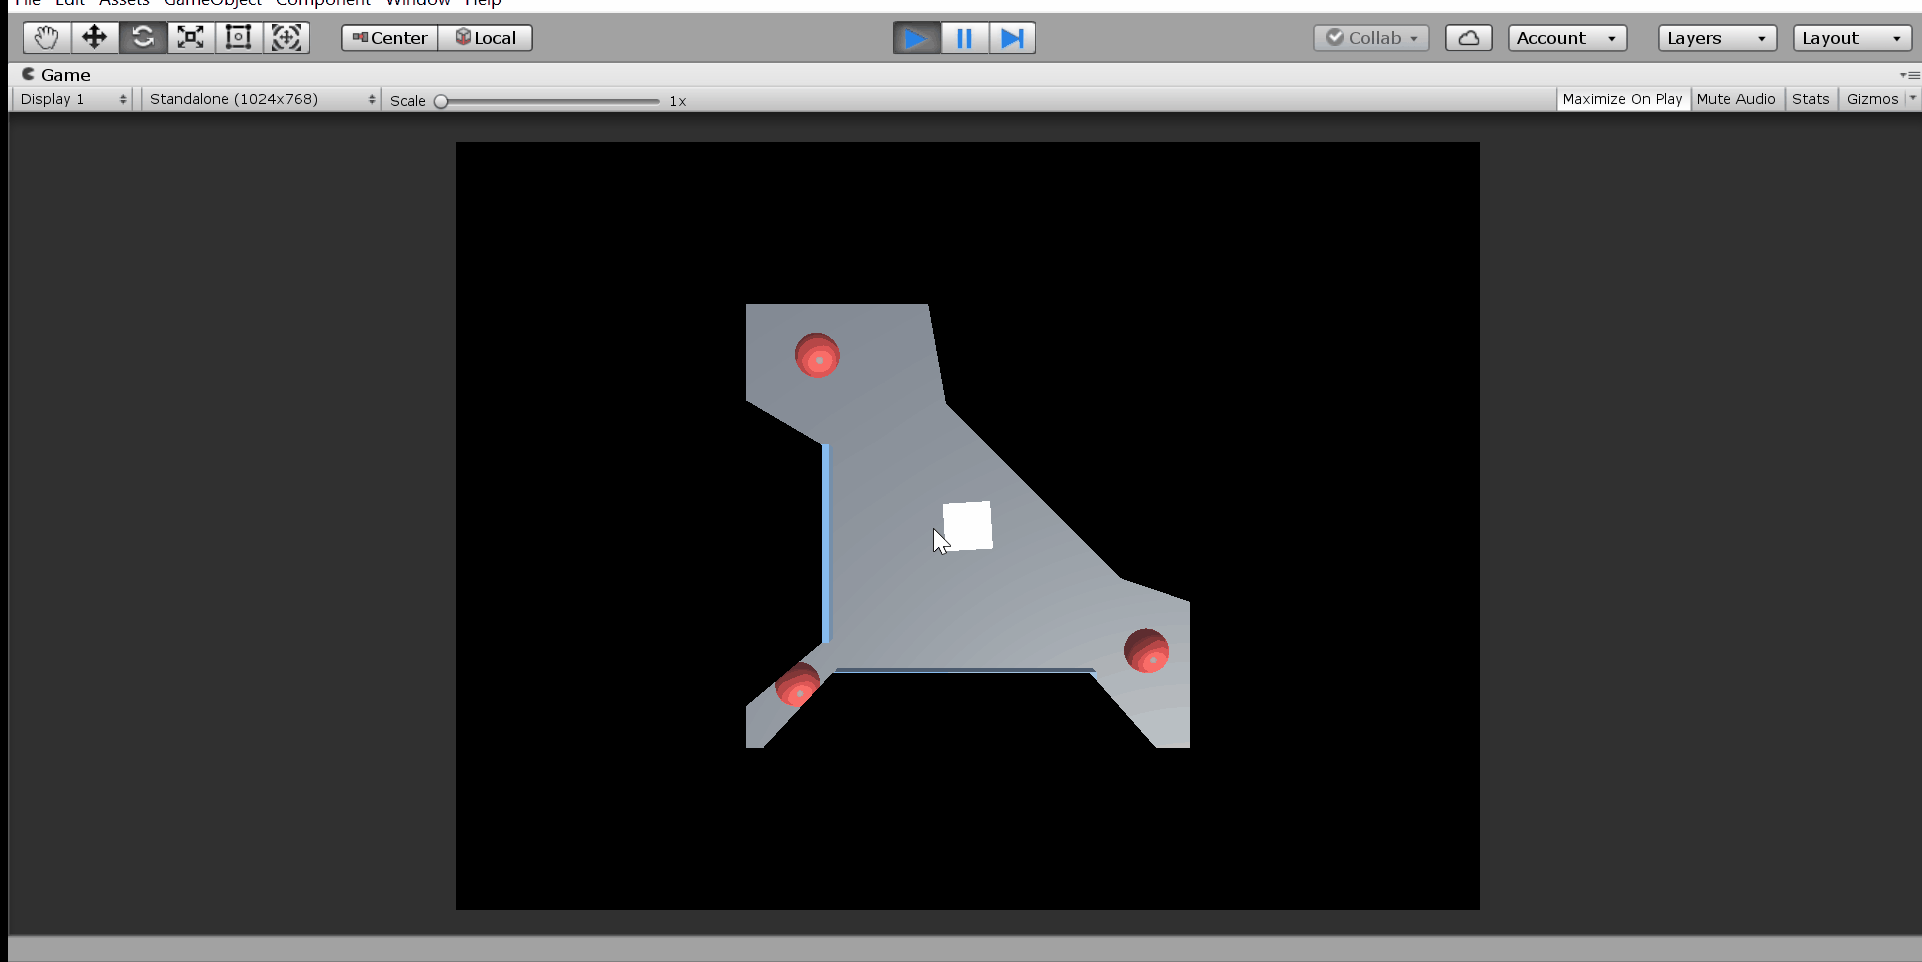 File Edit Assets GameObject Component Window Help
Center Local Collab Account Layers Layout
Game
Display 1 Standalone (1024x768) Scale 1x Maximize On Play Mute Audio Stats Gizmos